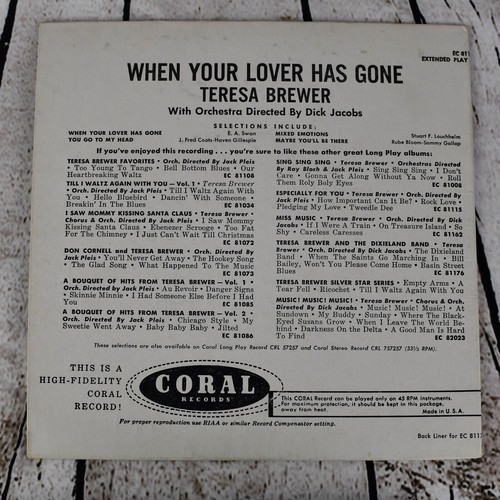 EC 811
EXTENDED PLAY
WHEN YOUR LOVER HAS GONE
TERESA BREWER
With Orchestra Directed By Dick Jacobs
SELECTIONS INCLUDE:
WHEN YOUR LOVER HAS GONE E. A. Swan
YOU GO TO MY HEAD J. Fred Coots-Haven Gillespie
MIXED EMOTIONS Stuart F. Louchheim
MAYBE YOU'LL BE THERE Rube Bloom-Sammy Gallop
If you've enjoyed this recording . . . you're sure to like these other great Long Play albums:
TERESA BREWER FAVORITES • Orch. Directed By Jack Pleis
• Too Young To Tango • Bell Bottom Blues • Our
Heartbreaking Waltz EC 81108
TILL I WALTZ AGAIN WITH YOU — Vol. 1 • Teresa Brewer
• Orch. Directed By Jack Pleis • Till I Waltz Again With
You • Hello Bluebird • Dancin' With Someone •
Breakin' In The Blues EC 81034
I SAW MOMMY KISSING SANTA CLAUS • Teresa Brewer •
Chorus & Orch. Directed By Jack Pleis • I Saw Mommy
Kissing Santa Claus • Ebenezer Scrooge • Too Fat
For The Chimney • I Just Can't Wait Till Christmas
EC 81072
DON CORNELL and TERESA BREWER • Orch. Directed By
Jack Pleis • You'll Never Get Away • The Hookey Song
• The Glad Song • What Happened To The Music
EC 81073
A BOUQUET OF HITS FROM TERESA BREWER — Vol. 1 •
Orch. Directed By Jack Pleis • Au Revoir • Danger Signs
• Skinnie Minnie • I Had Someone Else Before I Had
You EC 81085
A BOUQUET OF HITS FROM TERESA BREWER — Vol. 2 •
Orch. Directed By Jack Pleis • Chicago Style • My
Sweetie Went Away • Baby Baby Baby • Jilted
EC 81086
SING SING SING • Teresa Brewer • Orchestras Directed
By Ray Bloch & Jack Pleis • Sing Sing Sing • I Don't
Care • Gonna Get Along Without Ya Now • Roll
Them Roly Boly Eyes EC 81008
ESPECIALLY FOR YOU • Teresa Brewer • Orch. Directed By
Jack Pleis • How Important Can It Be? • Rock Love •
Pledging My Love • Tweedle Dee EC 81115
MISS MUSIC • Teresa Brewer • Orch. Directed By Dick
Jacobs • If I Were A Train • On Treasure Island • So
Shy • Careless Caresses EC 81162
TERESA BREWER AND THE DIXIELAND BAND • Teresa
Brewer • Orch. Directed By Dick Jacobs • The Dixieland
Band • When The Saints Go Marching In • Bill
Bailey, Won't You Please Come Home • Basin Street
Blues EC 81176
TERESA BREWER SILVER STAR SERIES • Empty Arms • A
Tear Fell • Ricochet • Till I Waltz Again With You
MUSIC! MUSIC! MUSIC! • Teresa Brewer • Chorus & Orch.
Directed By Dick Jacobs • Music! Music! Music! • At
Sundown • My Buddy • Sunday • Where The Black-
Eyed Susans Grow • When I Leave The World Be-
hind • Darkness On The Delta • A Good Man Is Hard
To Find EC 82023
These selections are also available on Coral Long Play Record CRL 57257 and Coral Stereo Record CRL 757257 (33⅓ RPM).
THIS IS A
HIGH-FIDELITY
CORAL
RECORD!
CORAL
RECORDS
This CORAL Record can be played only on 45 RPM instruments.
For maximum protection, it should be kept in this package,
away from heat.
Made in U.S.A.
For proper reproduction use RIAA or similar Record Compensator setting.
Back Liner for EC 811